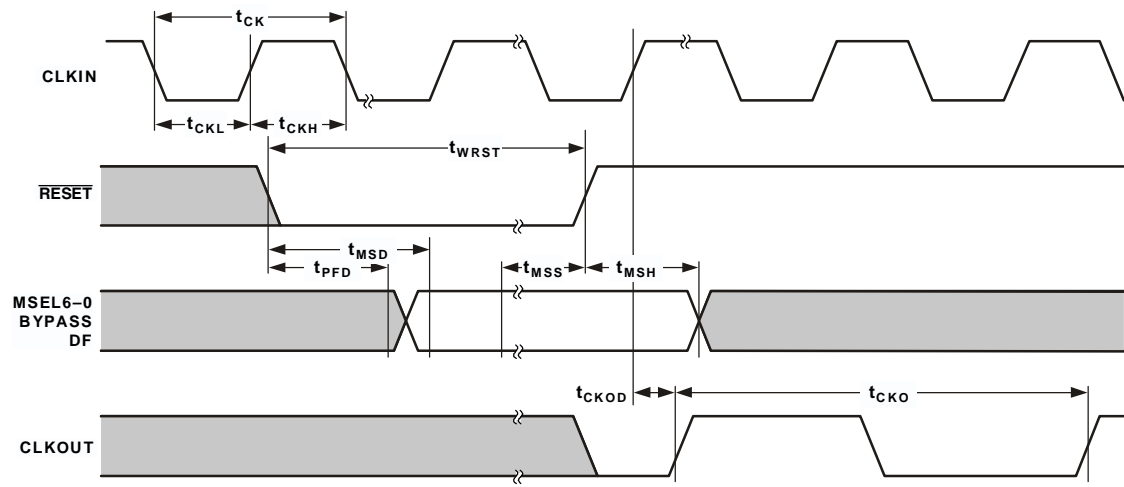 tCK
CLKIN
tCKL
tCKH
tWRST
RESET
tMSD
tPFD
tMSS
tMSH
MSEL6–0
BYPASS
DF
tCKOD
tCKO
CLKOUT